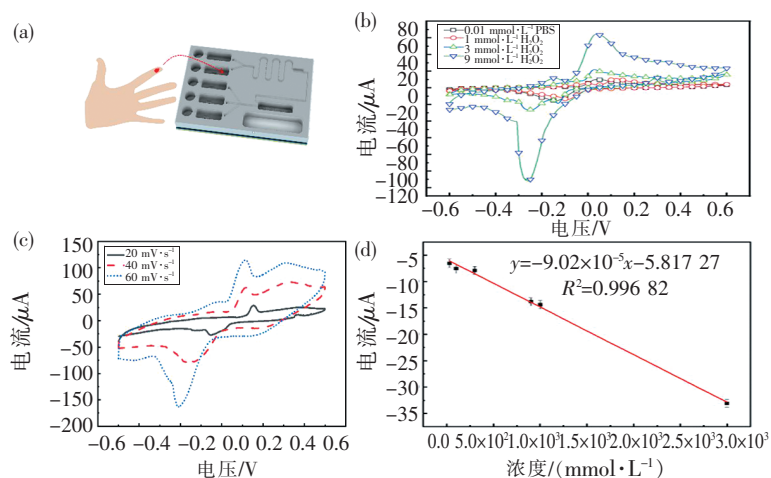 (a)
(b)
80
60
40
20
0
−20
−40
−60
−80
−100
−120
电流/μA
0.01 mmol·L⁻¹ PBS
1 mmol·L⁻¹ H₂O₂
3 mmol·L⁻¹ H₂O₂
9 mmol·L⁻¹ H₂O₂
−0.6 −0.4 −0.2 0.0 0.2 0.4 0.6
电压/V
(c)
150
100
50
0
−50
−100
−150
−200
电流/μA
20 mV·s⁻¹
40 mV·s⁻¹
60 mV·s⁻¹
−0.6 −0.4 −0.2 0.0 0.2 0.4 0.6
电压/V
(d)
−5
−10
−15
−20
−25
−30
−35
电流/μA
y=−9.02×10⁻⁵x−5.817 27
R²=0.996 82
0.0 5.0×10² 1.0×10³ 1.5×10³ 2.0×10³ 2.5×10³ 3.0×10³
浓度/(mmol·L⁻¹)